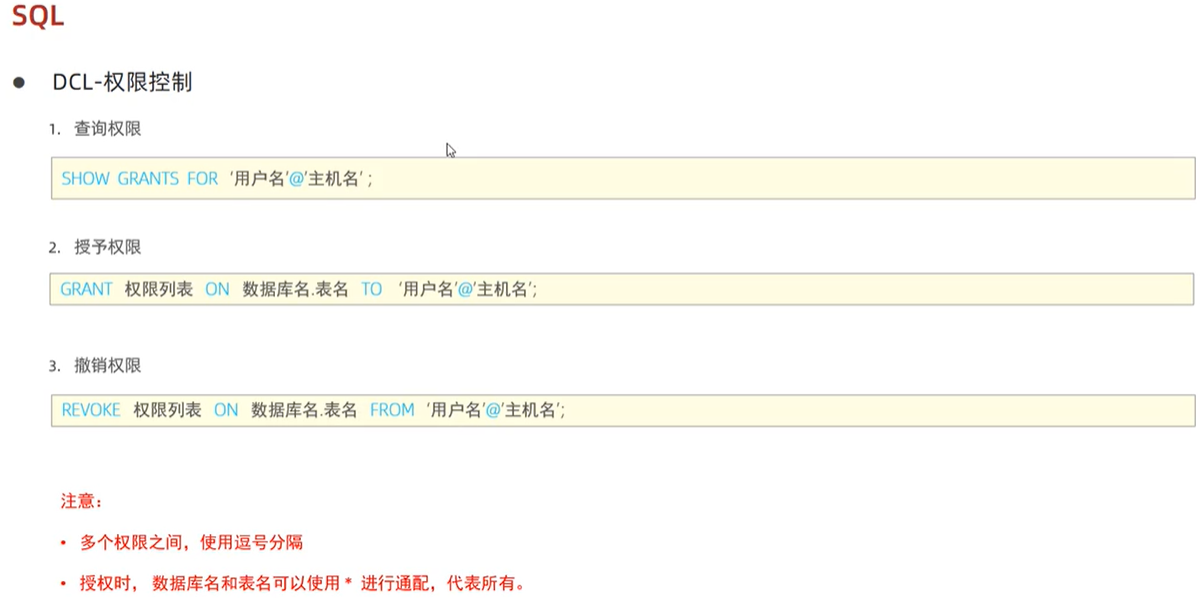 SQL
DCL-权限控制
1. 查询权限
SHOW GRANTS FOR '用户名'@'主机名' ;
2. 授予权限
GRANT 权限列表 ON 数据库名.表名 TO '用户名'@'主机名';
3. 撤销权限
REVOKE 权限列表 ON 数据库名.表名 FROM '用户名'@'主机名';
注意：
• 多个权限之间，使用逗号分隔
• 授权时， 数据库名和表名可以使用 * 进行通配，代表所有。